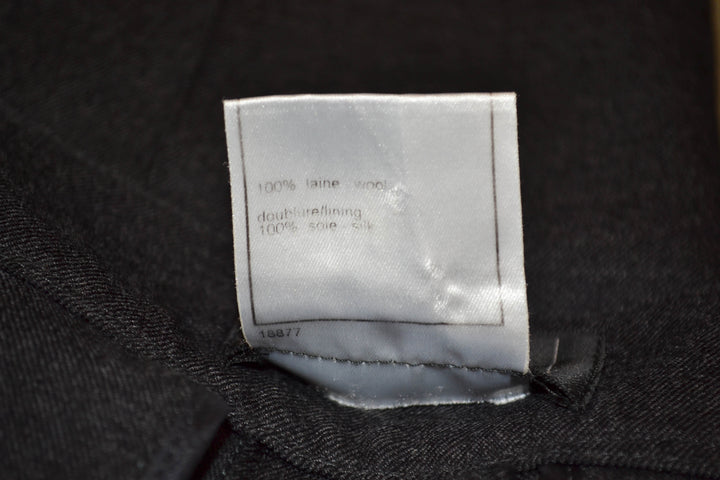 100% laine - wool
doublure/lining
100% soie - silk
18877